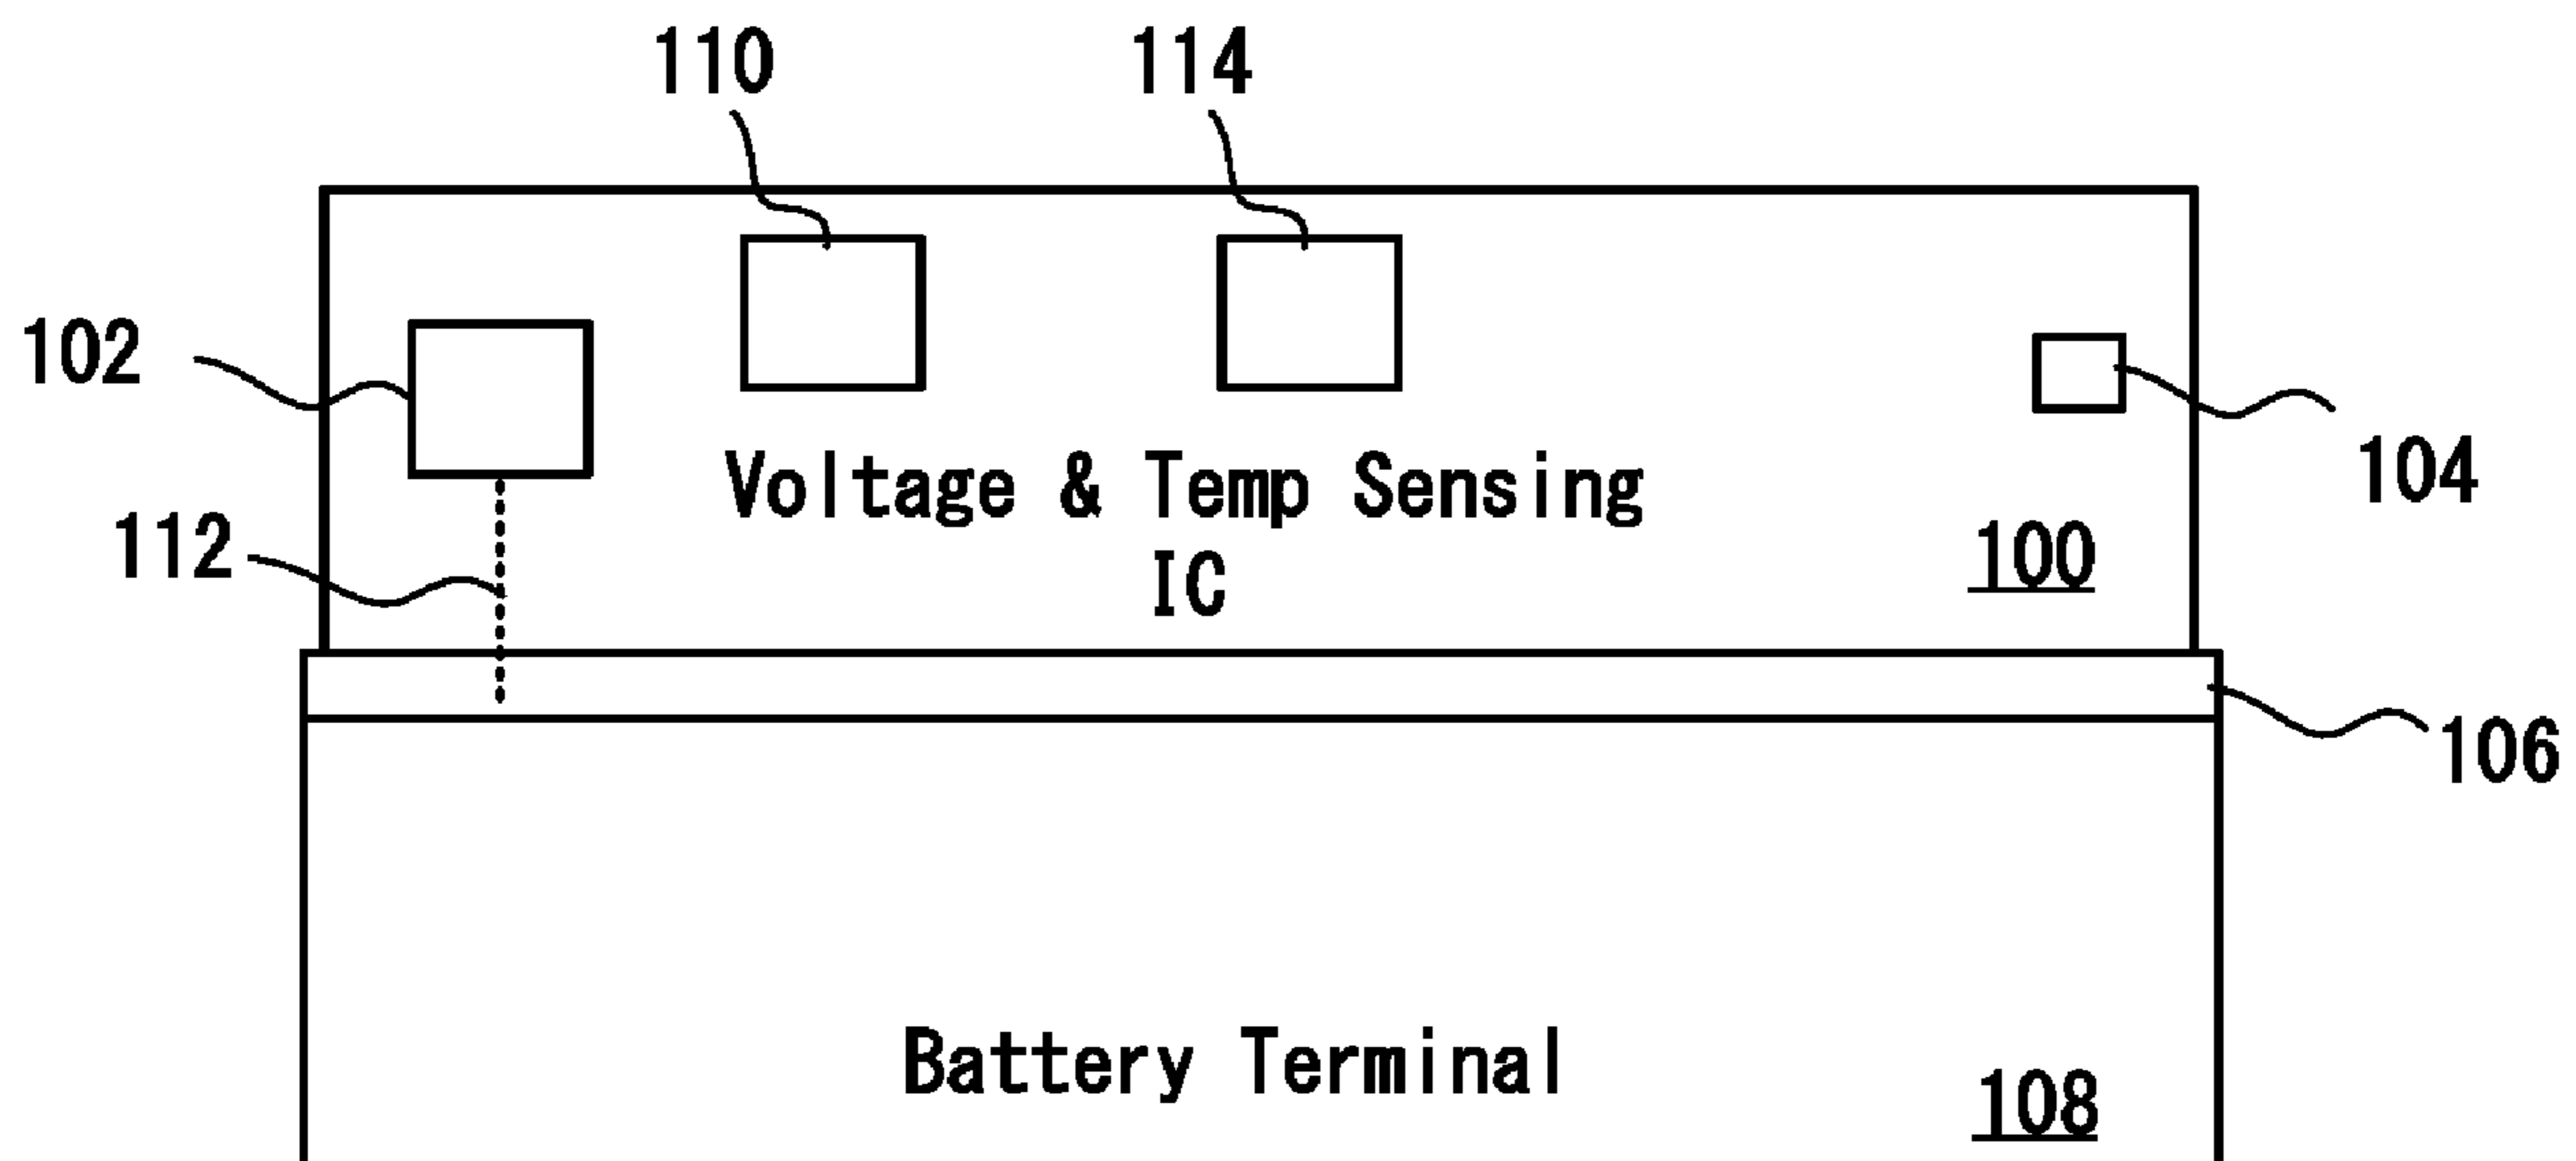 110
114
102
104
Voltage & Temp Sensing
IC
112
100
106
Battery Terminal
108